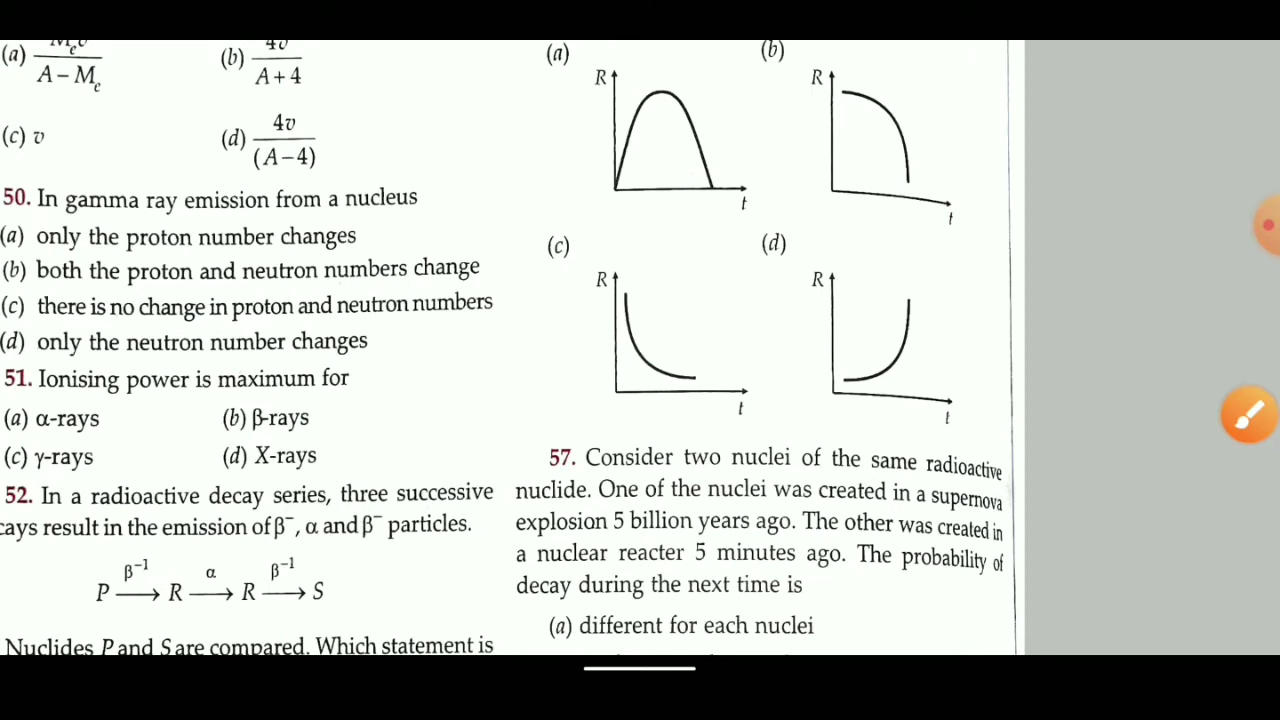 (a) Mₑv / A – Mₑ (b) 4v / A + 4
(c) v (d) 4v / (A – 4)
50. In gamma ray emission from a nucleus
(a) only the proton number changes
(b) both the proton and neutron numbers change
(c) there is no change in proton and neutron numbers
(d) only the neutron number changes
51. Ionising power is maximum for
(a) α-rays (b) β-rays
(c) γ-rays (d) X-rays
52. In a radioactive decay series, three successive
cays result in the emission of β⁻, α and β⁻ particles.
β⁻¹ α β⁻¹
P ⟶ R ⟶ R ⟶ S
Nuclides P and S are compared. Which statement is
(a) (b)
R R
t t
(c) (d)
R R
t t
57. Consider two nuclei of the same radioactive
nuclide. One of the nuclei was created in a supernova
explosion 5 billion years ago. The other was created in
a nuclear reacter 5 minutes ago. The probability of
decay during the next time is
(a) different for each nuclei